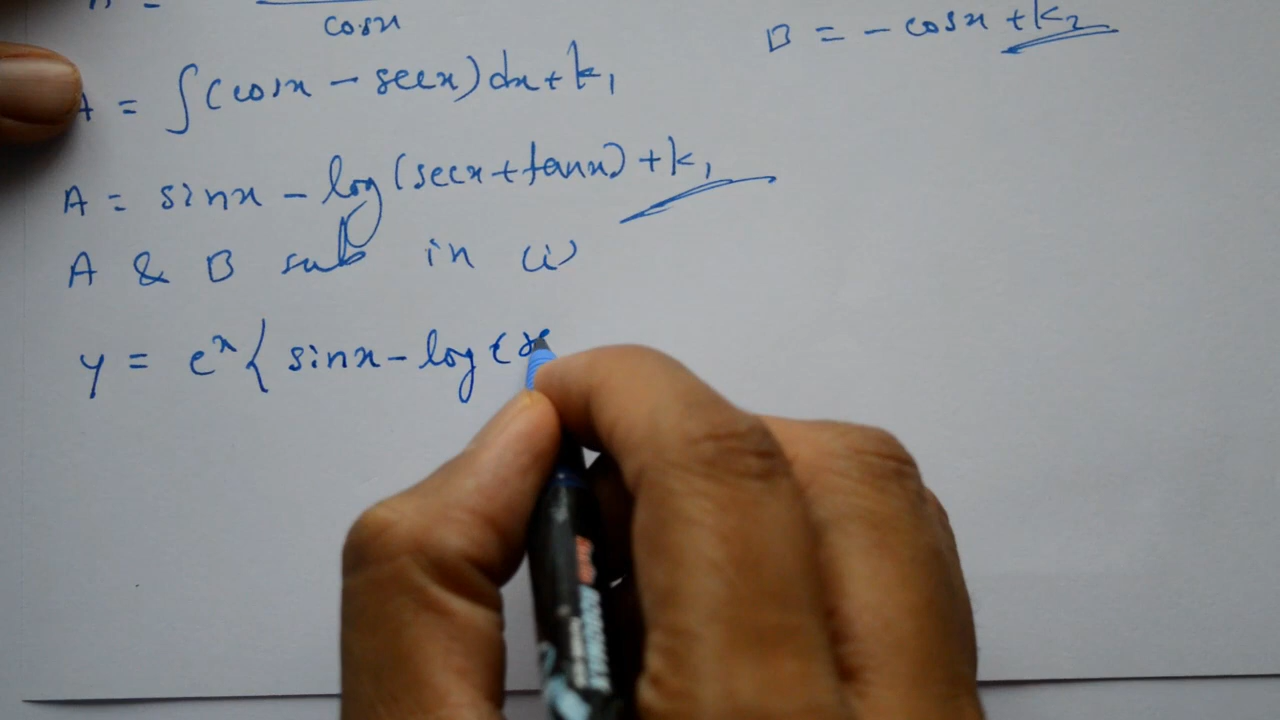 cosx
B = - cosx + k₂
A = ∫(cosx - secx)dx + k₁
A = sinx - log(secx + tanx) + k₁
A & B sub in (i)
y = eˣ{ sinx - log(